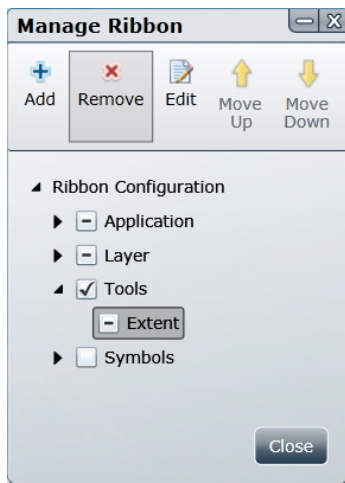 Manage Ribbon
Add Remove Edit Move Up Move Down
Ribbon Configuration
Application
Layer
Tools
Extent
Symbols
Close